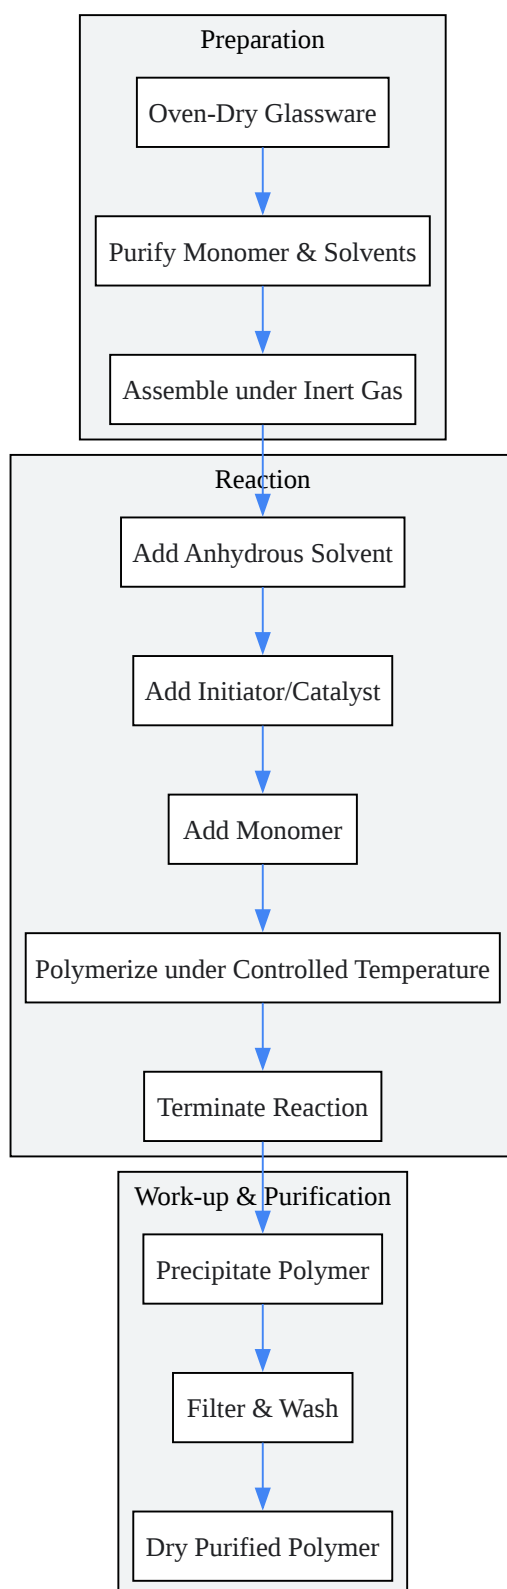 Preparation
Oven-Dry Glassware
Purify Monomer & Solvents
Assemble under Inert Gas
Reaction
Add Anhydrous Solvent
Add Initiator/Catalyst
Add Monomer
Polymerize under Controlled Temperature
Terminate Reaction
Work-up & Purification
Precipitate Polymer
Filter & Wash
Dry Purified Polymer